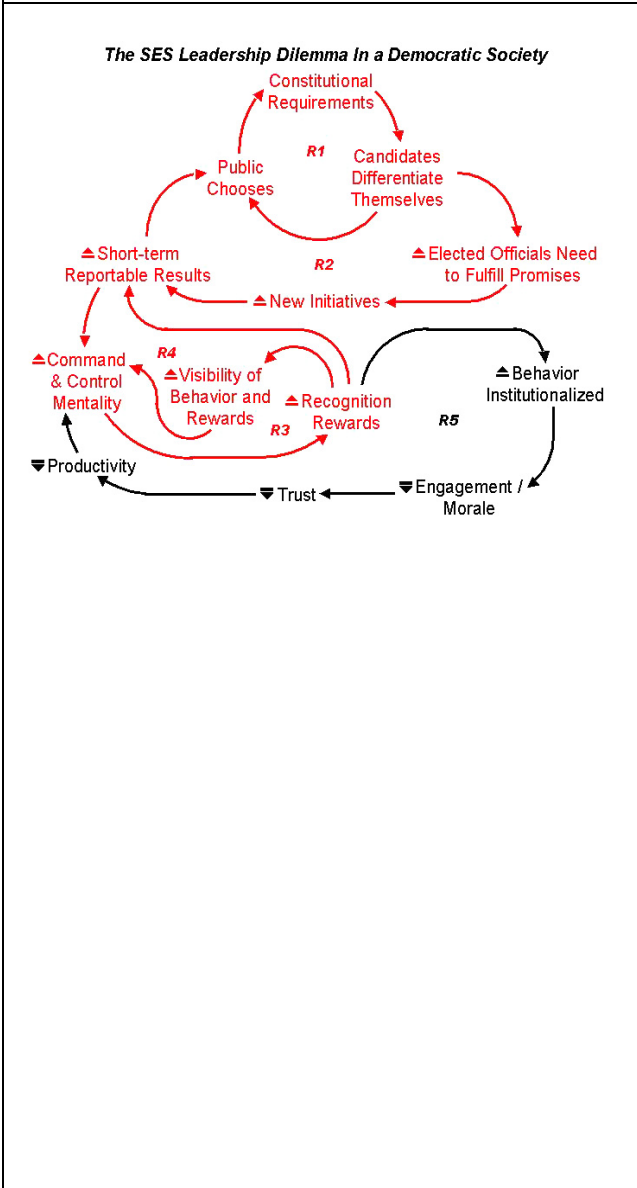 The SES Leadership Dilemma In a Democratic Society
Constitutional
Requirements
R1
Candidates
Differentiate
Themselves
Public
Chooses
Short-term
Reportable Results
R2
Elected Officials Need
to Fulfill Promises
New Initiatives
R4
Command
& Control
Mentality
Visibility of
Behavior and
Rewards
Recognition
Rewards
R3
R5
Behavior
Institutionalized
Productivity
Trust
Engagement /
Morale